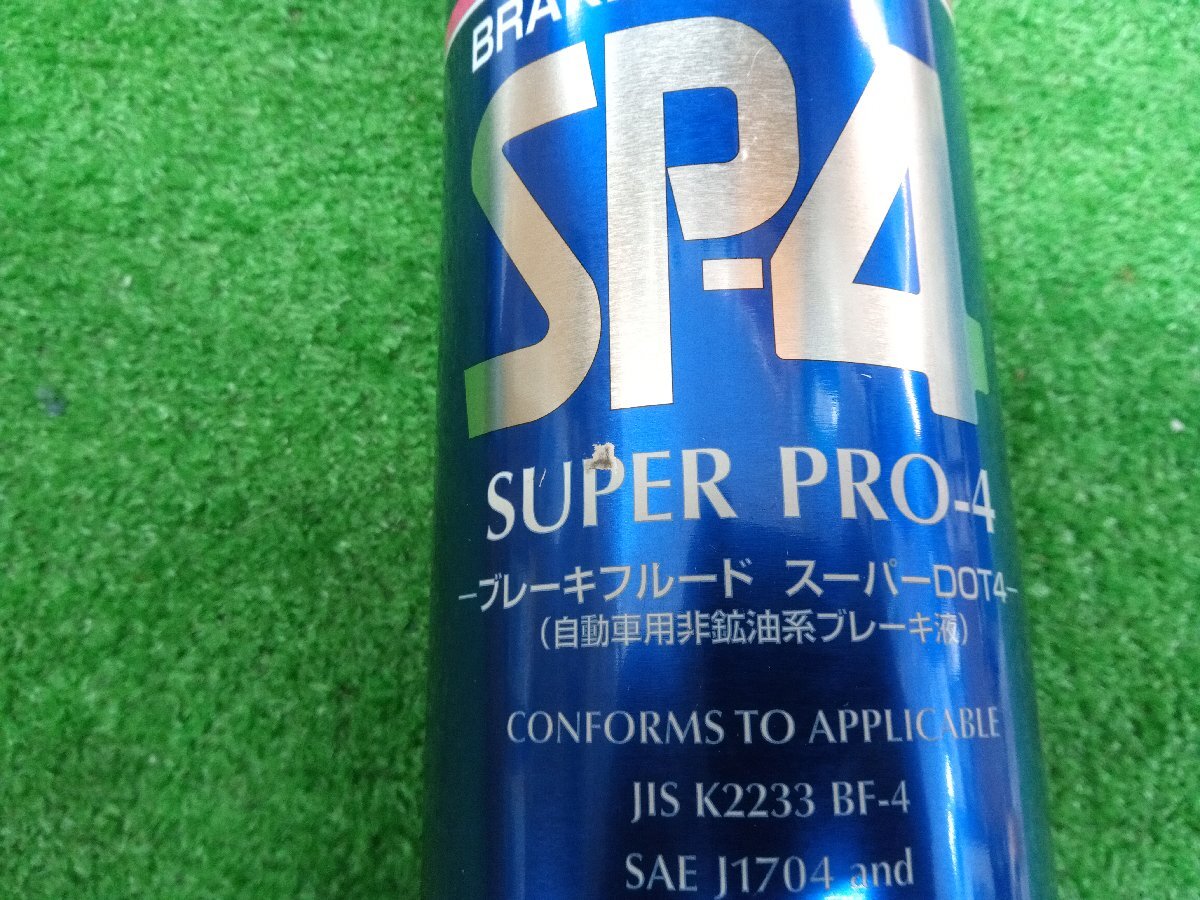 SP-4
SUPER PRO-4
-ブレーキフルード スーパーDOT4-
(自動車用非鉱油系ブレーキ液)
CONFORMS TO APPLICABLE
JIS K2233 BF-4
SAE J1704 and